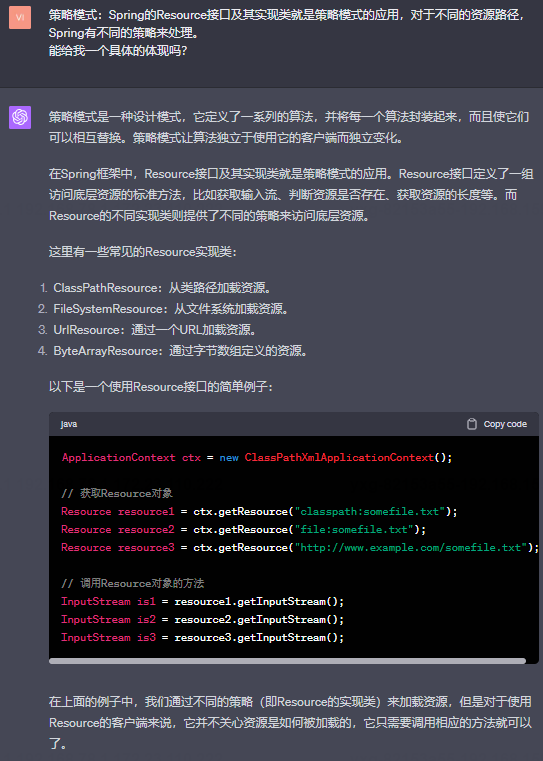 VI
策略模式：Spring的Resource接口及其实现类就是策略模式的应用，对于不同的资源路径，
Spring有不同的策略来处理。
能给我一个具体的体现吗？
策略模式是一种设计模式，它定义了一系列的算法，并将每一个算法封装起来，而且使它们
可以相互替换。策略模式让算法独立于使用它的客户端而独立变化。
在Spring框架中，Resource接口及其实现类就是策略模式的应用。Resource接口定义了一组
访问底层资源的标准方法，比如获取输入流、判断资源是否存在、获取资源的长度等。而
Resource的不同实现类则提供了不同的策略来访问底层资源。
这里有一些常见的Resource实现类：
1. ClassPathResource：从类路径加载资源。
2. FileSystemResource：从文件系统加载资源。
3. UrlResource：通过一个URL加载资源。
4. ByteArrayResource：通过字节数组定义的资源。
以下是一个使用Resource接口的简单例子：
java Copy code
ApplicationContext ctx = new ClassPathXmlApplicationContext();
// 获取Resource对象
Resource resource1 = ctx.getResource("classpath:somefile.txt");
Resource resource2 = ctx.getResource("file:somefile.txt");
Resource resource3 = ctx.getResource("http://www.example.com/somefile.txt");
// 调用Resource对象的方法
InputStream is1 = resource1.getInputStream();
InputStream is2 = resource2.getInputStream();
InputStream is3 = resource3.getInputStream();
在上面的例子中，我们通过不同的策略（即Resource的实现类）来加载资源，但是对于使用
Resource的客户端来说，它并不关心资源是如何被加载的，它只需要调用相应的方法就可以
了。